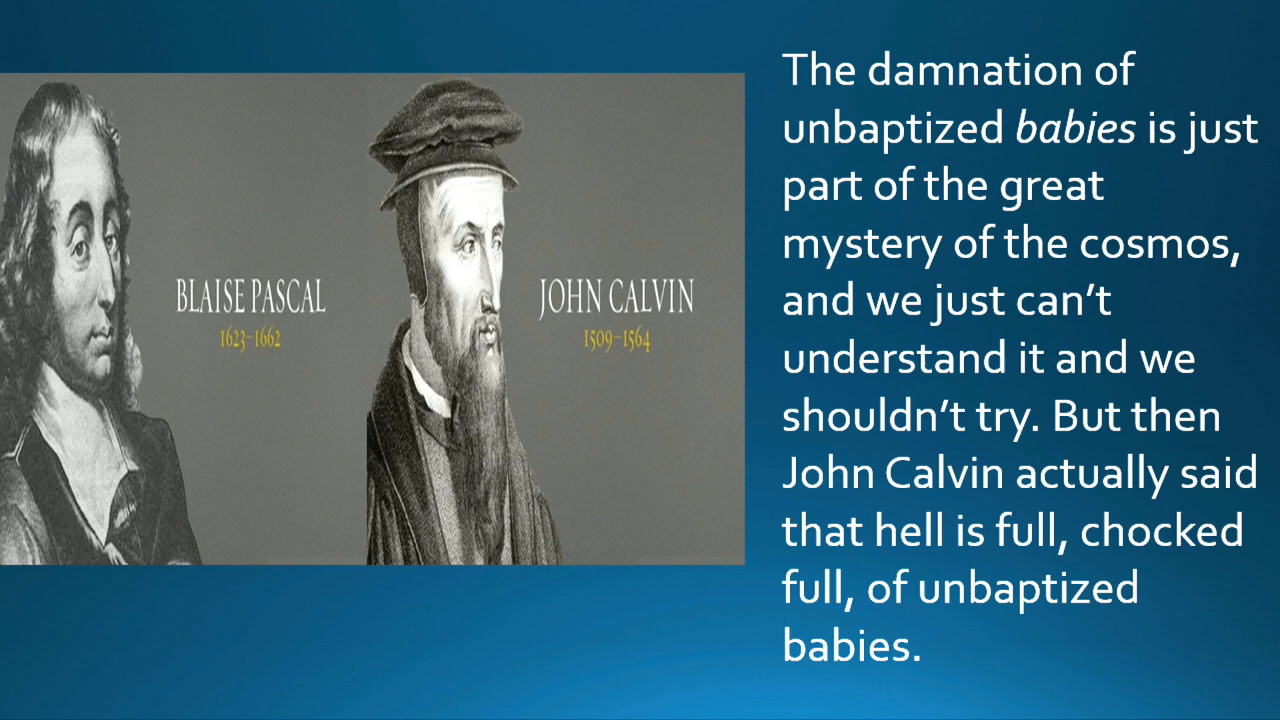 BLAISE PASCAL
1623–1662
JOHN CALVIN
1509–1564
The damnation of
unbaptized babies is just
part of the great
mystery of the cosmos,
and we just can’t
understand it and we
shouldn’t try. But then
John Calvin actually said
that hell is full, chocked
full, of unbaptized
babies.